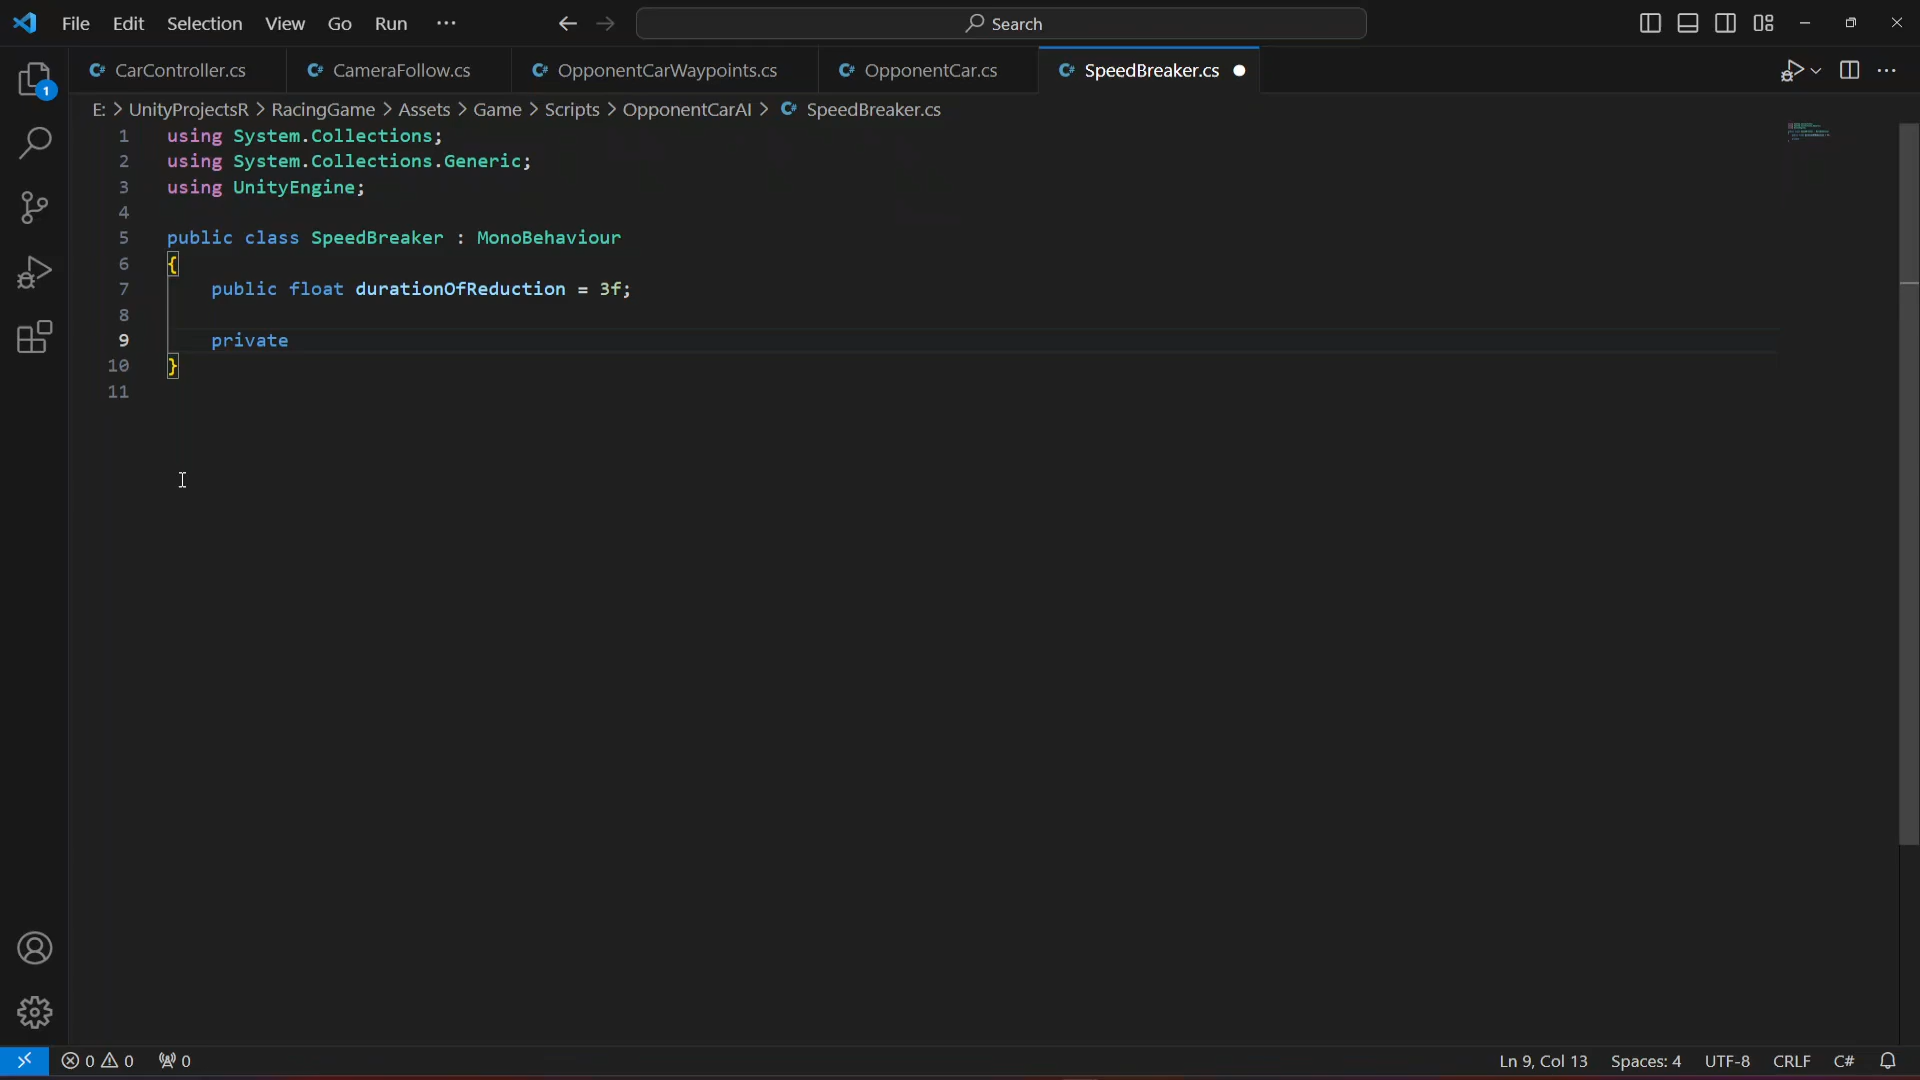 File Edit Selection View Go Run ··· Search
CarController.cs CameraFollow.cs OpponentCarWaypoints.cs OpponentCar.cs SpeedBreaker.cs
E: > UnityProjectsR > RacingGame > Assets > Game > Scripts > OpponentCarAI > SpeedBreaker.cs
1
1 using System.Collections;
2 using System.Collections.Generic;
3 using UnityEngine;
4
5 public class SpeedBreaker : MonoBehaviour
6 {
7 public float durationOfReduction = 3f;
8
9 private
10 }
11
0 0 0 Ln 9, Col 13 Spaces: 4 UTF-8 CRLF C#